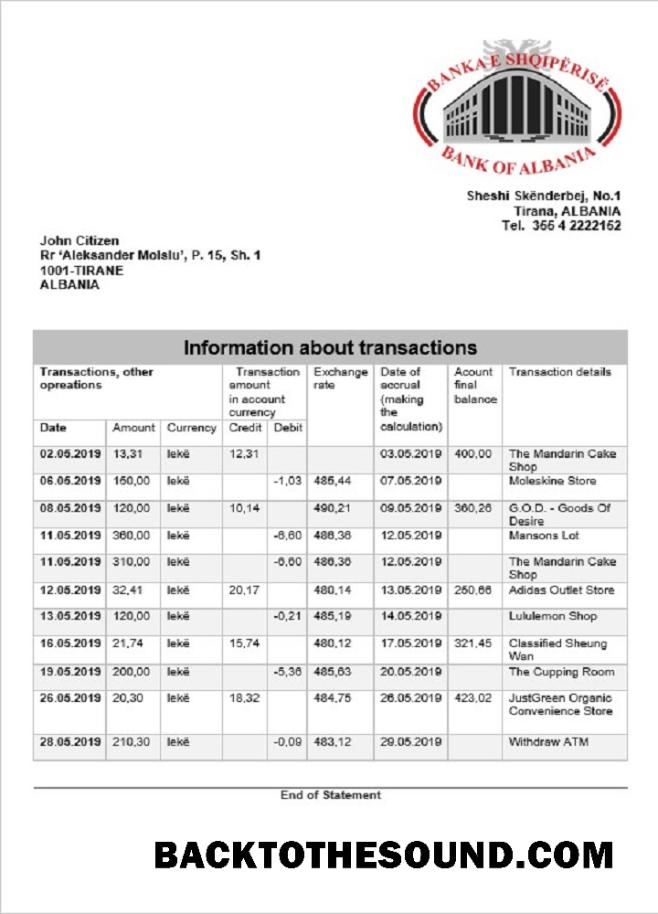 BANKA E SHQIPËRISË
BANK OF ALBANIA
Sheshi Skënderbej, No.1
Tirana, ALBANIA
Tel. 355 4 2222152
John Citizen
Rr ‘Aleksander Moisiu’, P. 15, Sh. 1
1001-TIRANE
ALBANIA
Information about transactions
Transactions, other opreations Transaction amount in account currency Exchange rate Date of accrual (making the calculation) Acount final balance Transaction details
Date Amount Currency Credit Debit
02.05.2019 13,31 lekë 12,31 03.05.2019 400,00 The Mandarin Cake Shop
06.05.2019 150,00 lekë -1,03 485,44 07.05.2019 Moleskine Store
08.05.2019 120,00 lekë 10,14 490,21 09.05.2019 360,26 G.O.D. - Goods Of Desire
11.05.2019 360,00 lekë -6,60 486,36 12.05.2019 Mansons Lot
11.05.2019 310,00 lekë -6,60 486,36 12.05.2019 The Mandarin Cake Shop
12.05.2019 32,41 lekë 20,17 480,14 13.05.2019 250,66 Adidas Outlet Store
13.05.2019 120,00 lekë -0,21 485,19 14.05.2019 Lululemon Shop
16.05.2019 21,74 lekë 15,74 480,12 17.05.2019 321,45 Classified Sheung Wan
19.05.2019 200,00 lekë -5,36 485,63 20.05.2019 The Cupping Room
26.05.2019 20,30 lekë 18,32 484,75 26.05.2019 423,02 JustGreen Organic Convenience Store
28.05.2019 210,30 lekë -0,09 483,12 29.05.2019 Withdraw ATM
End of Statement
BACKTOTHESOUND.COM